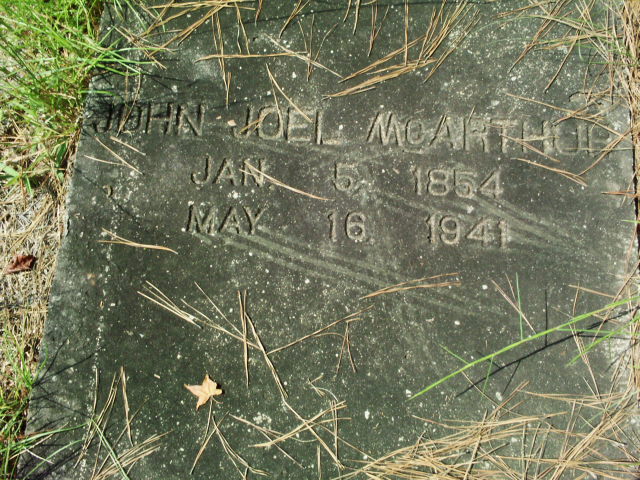 JOHN JOEL MCARTHUR
JAN. 5. 1854
MAY 16 1941